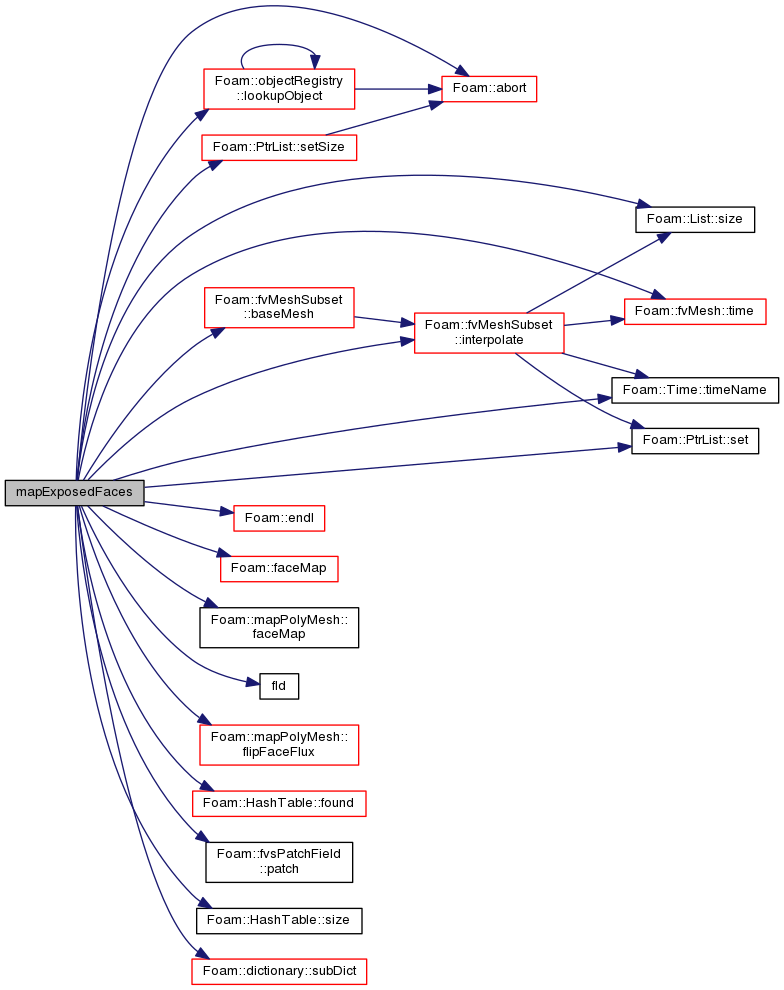 Foam::objectRegistry
::lookupObject
Foam::abort
Foam::PtrList::setSize
Foam::List::size
Foam::fvMeshSubset
::baseMesh
Foam::fvMesh::time
Foam::fvMeshSubset
::interpolate
Foam::Time::timeName
Foam::PtrList::set
mapExposedFaces
Foam::endl
Foam::faceMap
Foam::mapPolyMesh::
faceMap
fld
Foam::mapPolyMesh::
flipFaceFlux
Foam::HashTable::found
Foam::fvsPatchField
::patch
Foam::HashTable::size
Foam::dictionary::subDict